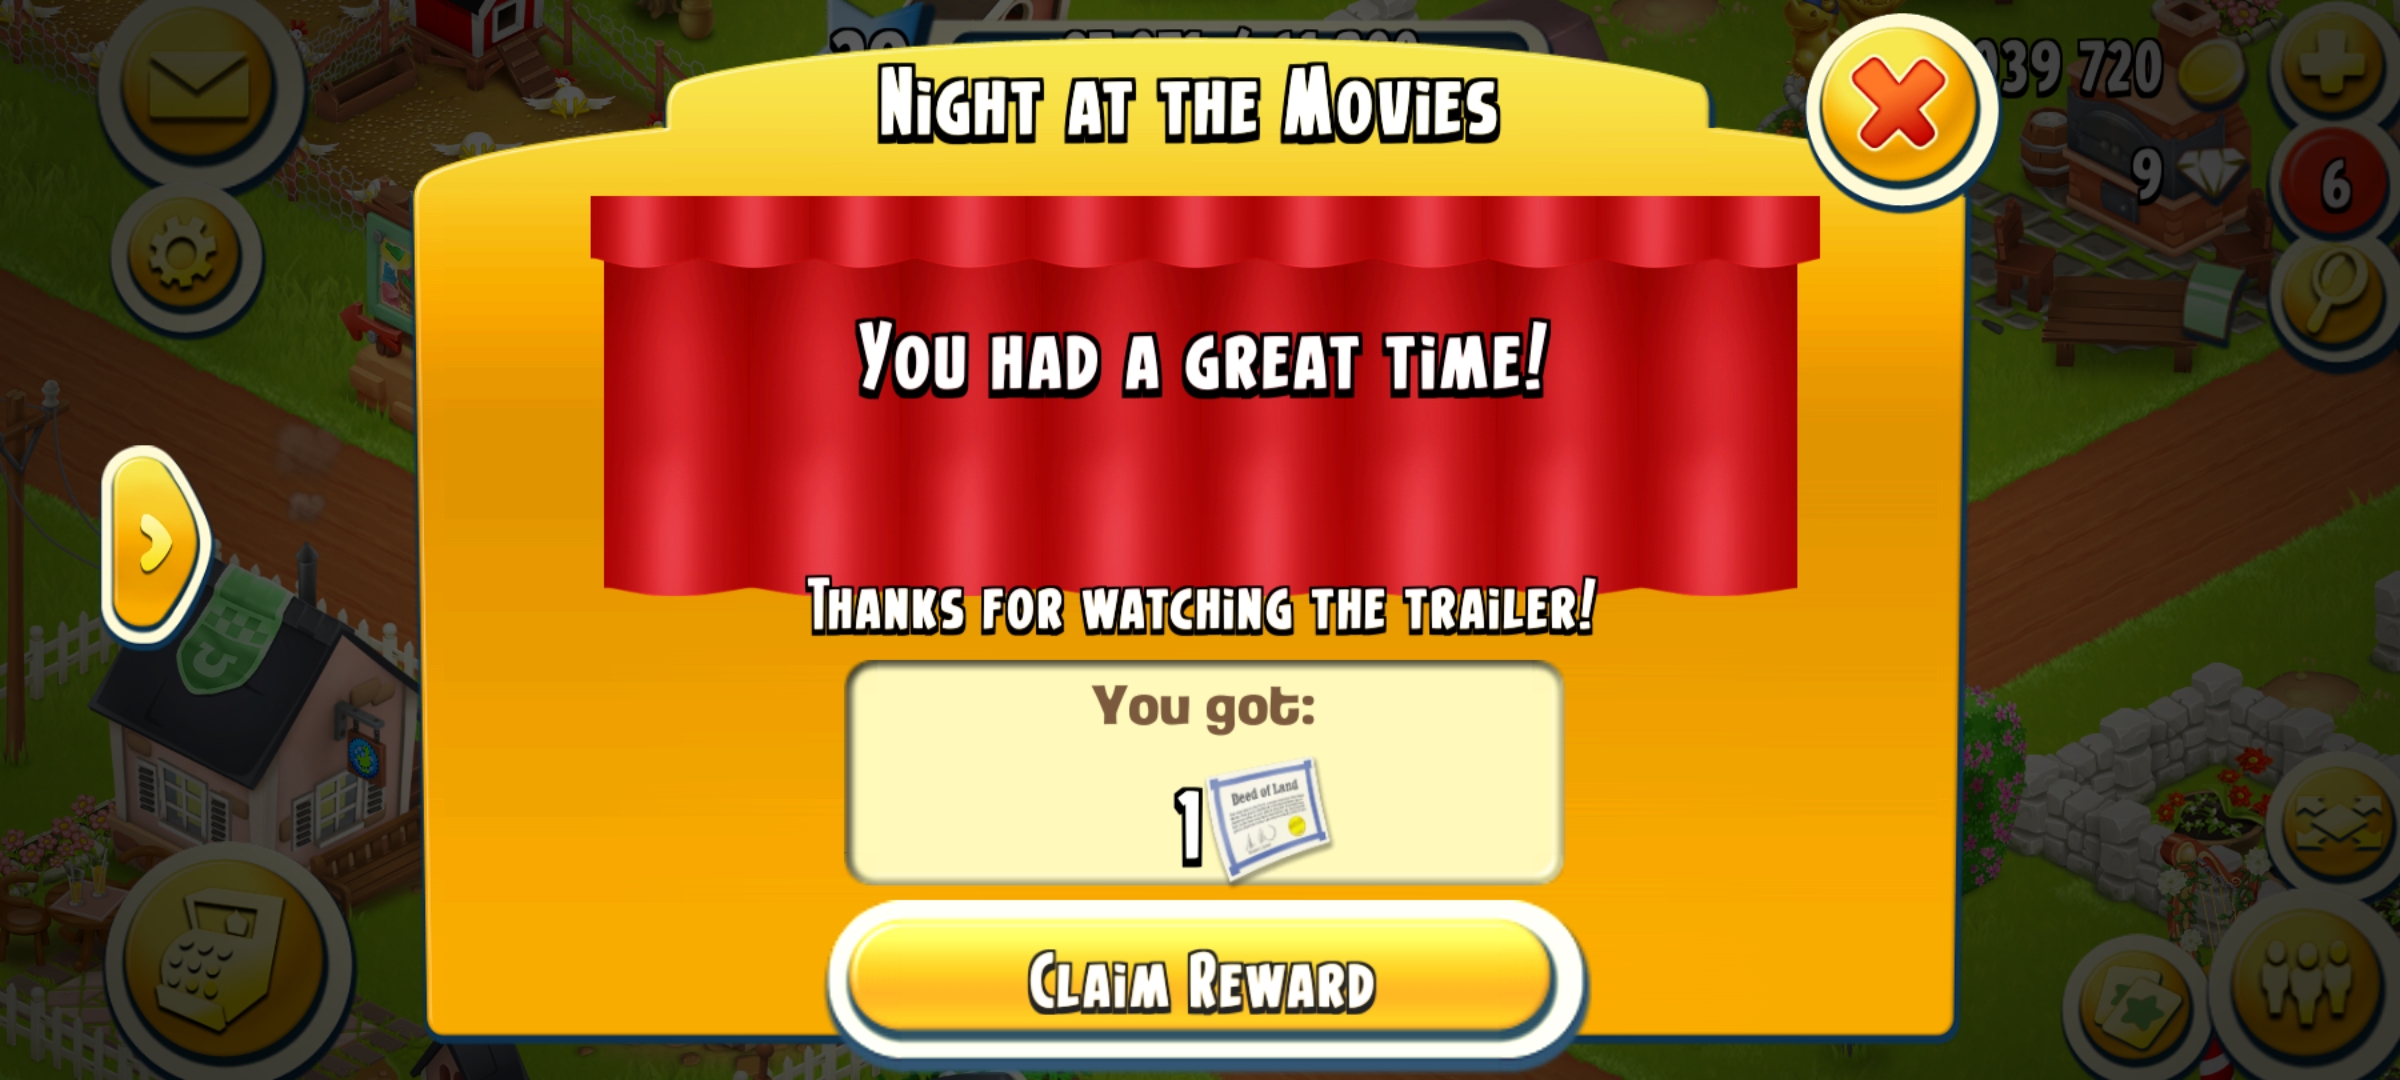 Night at the Movies
939 720
9
6
You had a great time!
Thanks for watching the trailer!
You got:
1
Deed of Land
Claim Reward